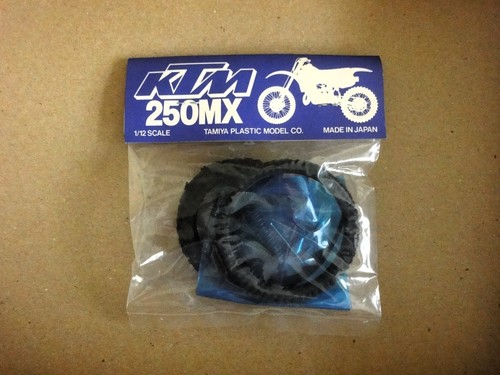 KTM
250MX
1/12 SCALE TAMIYA PLASTIC MODEL CO. MADE IN JAPAN